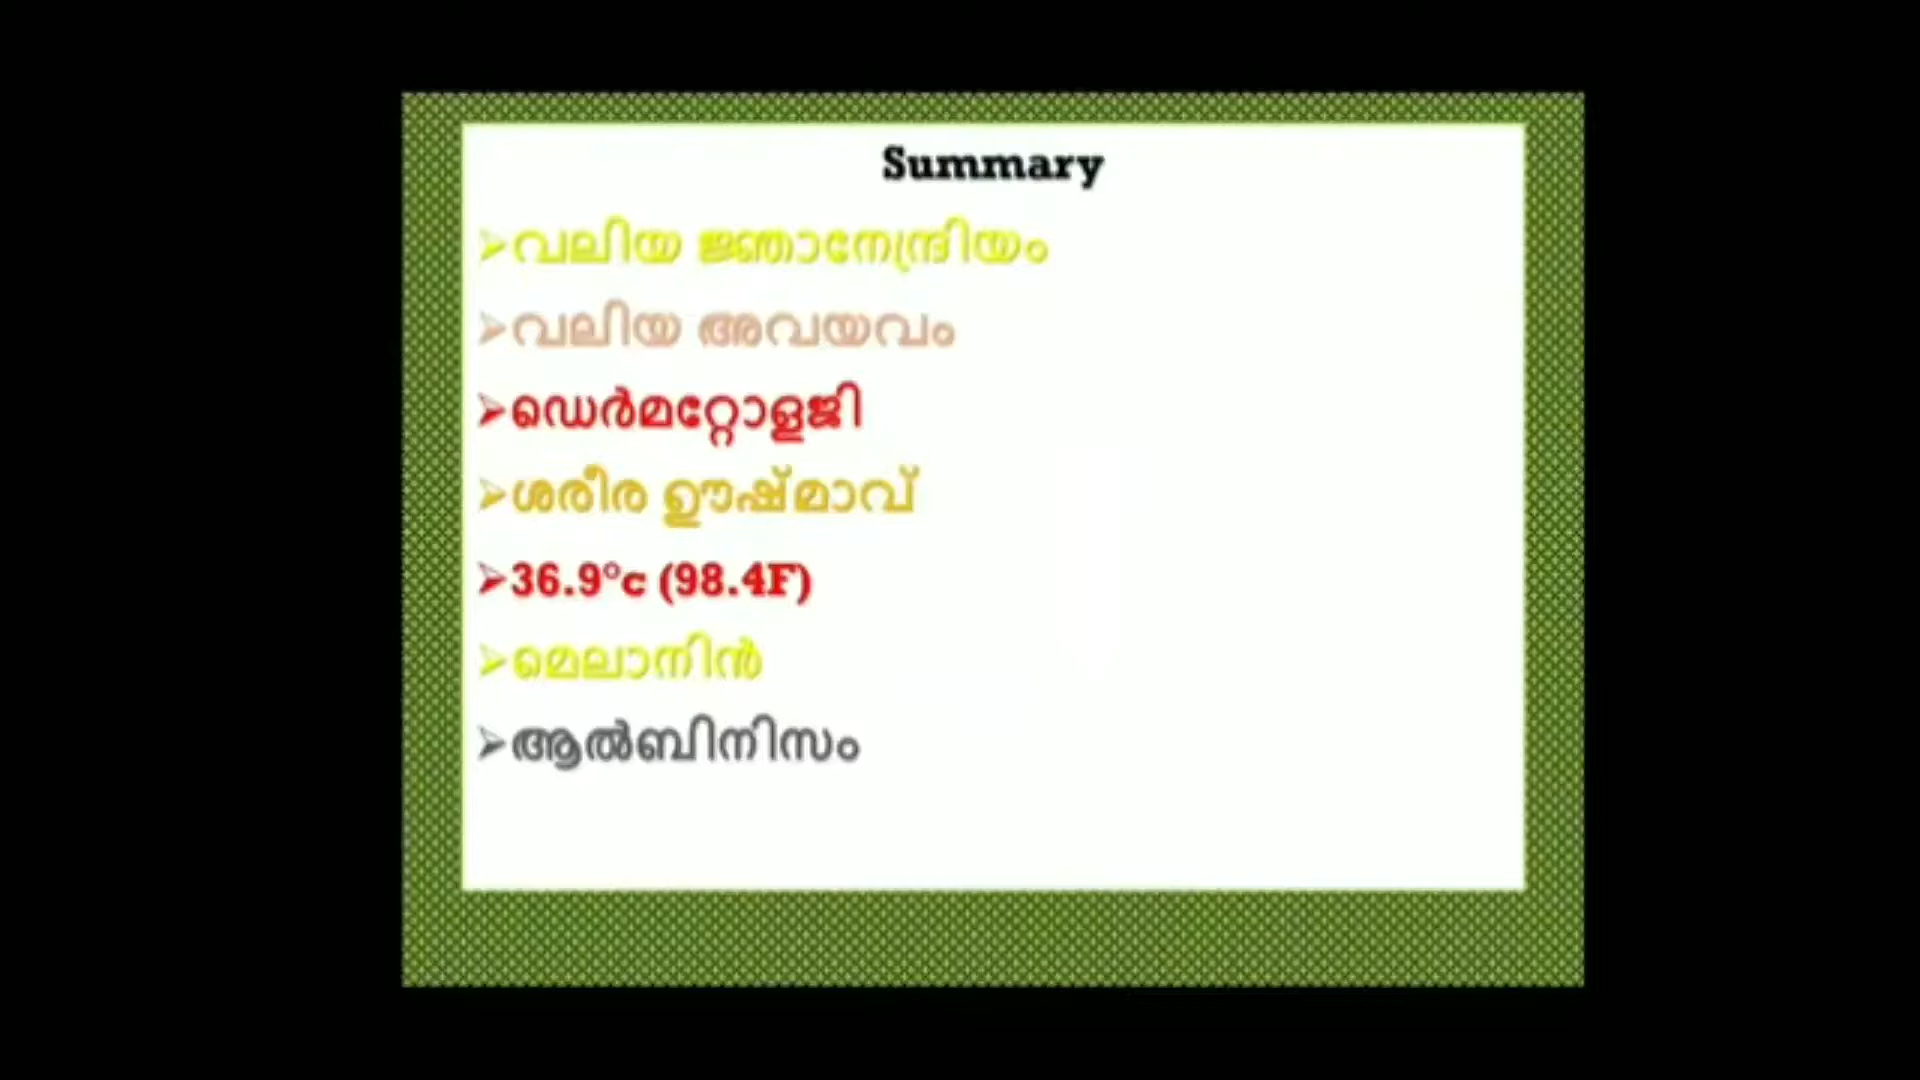 Summary
➢വലിയ ജ്ഞാനേന്ദ്രിയം
➢വലിയ അവയവം
➢ഡെർമറ്റോളജി
➢ശരീര ഊഷ്മാവ്
➢36.9°c (98.4F)
➢മെലാനിൻ
➢ആൽബിനിസം